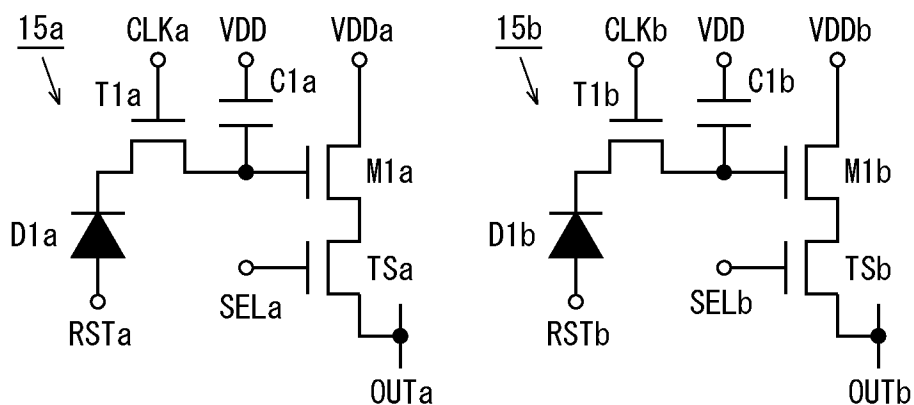 15a CLKa VDD VDDa 15b CLKb VDD VDDb
T1a C1a T1b C1b
M1a M1b
D1a D1b
TSa TSb
SELa SELb
RSTa RSTb
OUTa OUTb